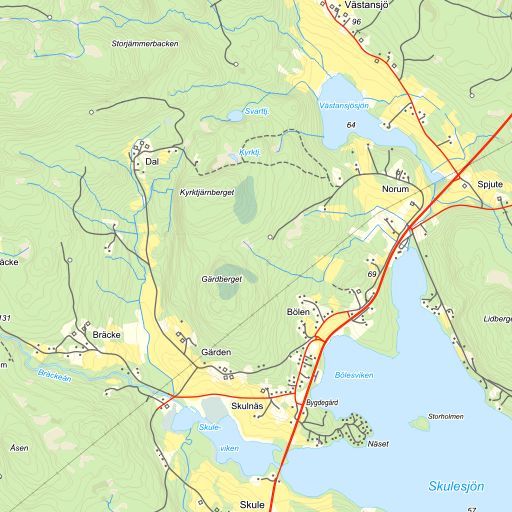 Västansjö
96
Storjämmerbacken
Svarttj.
Västansjösjön
64
Kyrktj.
Dal
Kyrktjärnberget
Norum
Spjute
äcke
Gärdberget
69
131
Bölen
Lidberget
Bräcke
Gärden
Bräckeån
Bölesviken
Skulnäs
Bygdegård
Storholmen
Skule-
viken
Näset
Åsen
Skulesjön
Skule
57